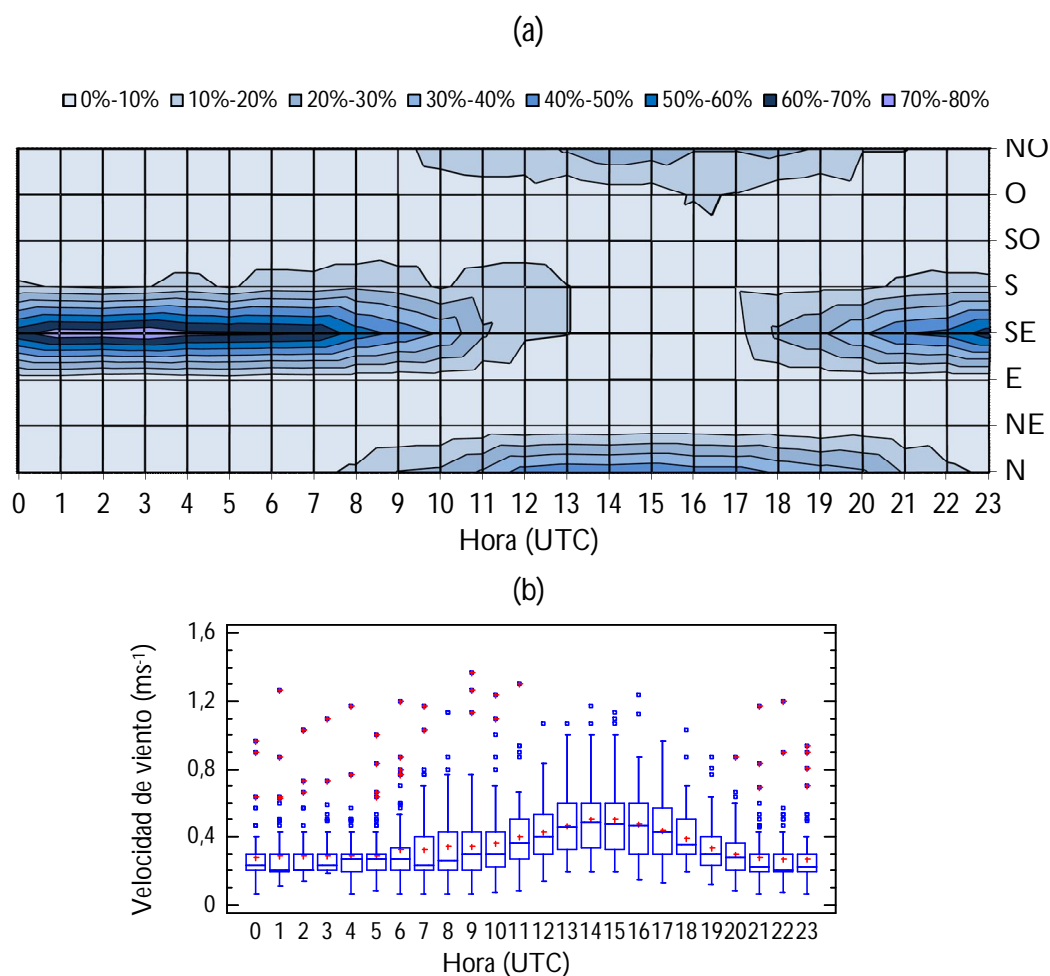 (a)
0%-10% 10%-20% 20%-30% 30%-40% 40%-50% 50%-60% 60%-70% 70%-80%
NO
O
SO
S
SE
E
NE
N
0 1 2 3 4 5 6 7 8 9 10 11 12 13 14 15 16 17 18 19 20 21 22 23
Hora (UTC)
(b)
Velocidad de viento (ms-1)
1,6
1,2
0,8
0,4
0
0 1 2 3 4 5 6 7 8 9 10 11 12 13 14 15 16 17 18 19 20 21 22 23
Hora (UTC)